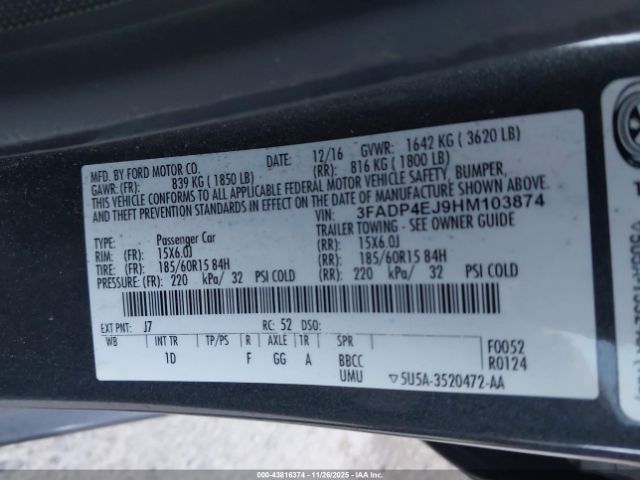 MFD. BY FORD MOTOR CO. DATE: 12/16 GVWR: 1642 KG ( 3620 LB)
GAWR: (FR): 839 KG ( 1850 LB) (RR): 816 KG ( 1800 LB)
VEHICLE CONFORMS TO ALL APPLICABLE FEDERAL MOTOR VEHICLE SAFETY, BUMPER,
AND THEFT PREVENTION STANDARDS IN EFFECT ON THE DATE OF MANUFACTURE SHOWN ABOVE.
VIN: 3FADP4EJ9HM103874
TYPE: Passenger Car TRAILER TOWING - SEE OWNER GUIDE
RIM: (FR): 15X6.0J (RR): 15X6.0J
TIRE: (FR): 185/60R15 84H (RR): 185/60R15 84H
PRESSURE: (FR): 220 kPa/ 32 PSI COLD (RR): 220 kPa/ 32 PSI COLD
EXT PNT: J7 RC: 52 DSO:
WB INT TR TP/PS R AXLE TR SPR F0052
1D F GG A BBCC R0124
UMU ▽5U5A-3520472-AA
000-43816374 - 11/26/2025 - IAA Inc.